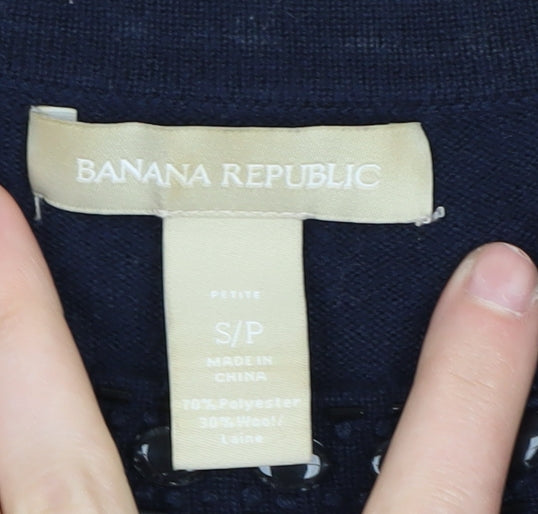 BANANA REPUBLIC
PETITE
S/P
MADE IN
CHINA
70% Polyester
30% Wool/
Laine